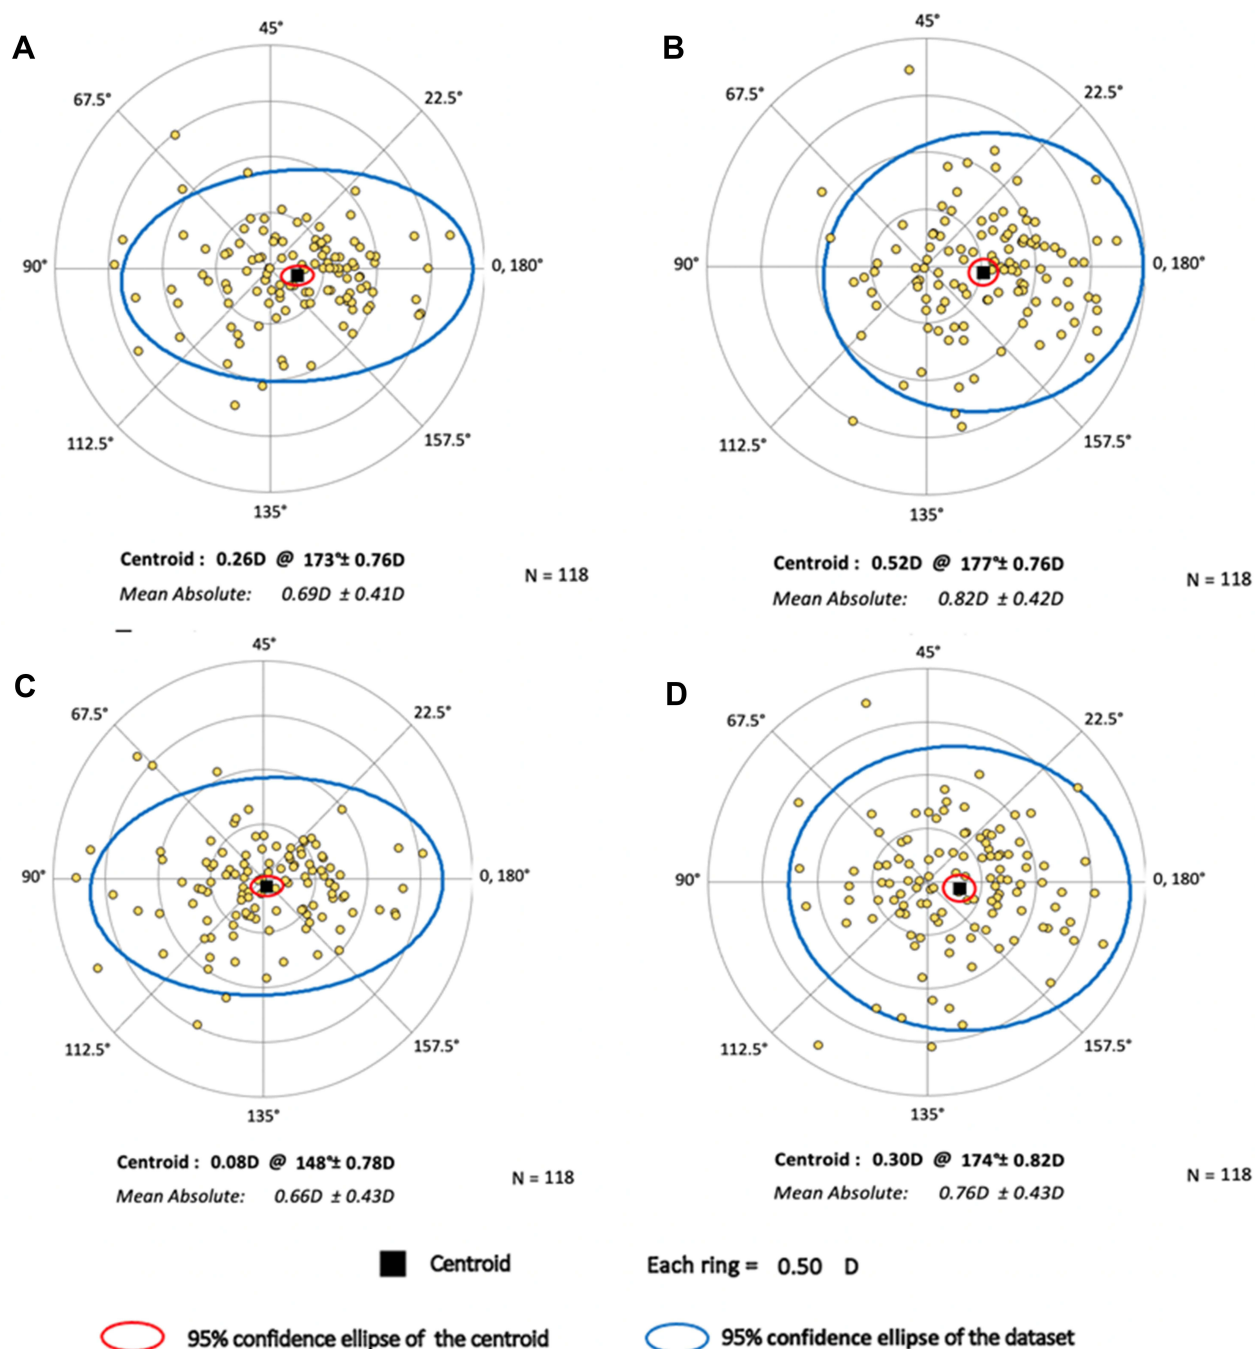 A
45°
67.5°
22.5°
90°
0, 180°
112.5°
157.5°
135°
Centroid : 0.26D @ 173°± 0.76D
Mean Absolute: 0.69D ± 0.41D
N = 118
B
45°
67.5°
22.5°
90°
0, 180°
112.5°
157.5°
135°
Centroid : 0.52D @ 177°± 0.76D
Mean Absolute: 0.82D ± 0.42D
N = 118
C
45°
67.5°
22.5°
90°
0, 180°
112.5°
157.5°
135°
Centroid : 0.08D @ 148°± 0.78D
Mean Absolute: 0.66D ± 0.43D
N = 118
D
45°
67.5°
22.5°
90°
0, 180°
112.5°
157.5°
135°
Centroid : 0.30D @ 174°± 0.82D
Mean Absolute: 0.76D ± 0.43D
N = 118
Centroid
Each ring = 0.50 D
95% confidence ellipse of the centroid
95% confidence ellipse of the dataset